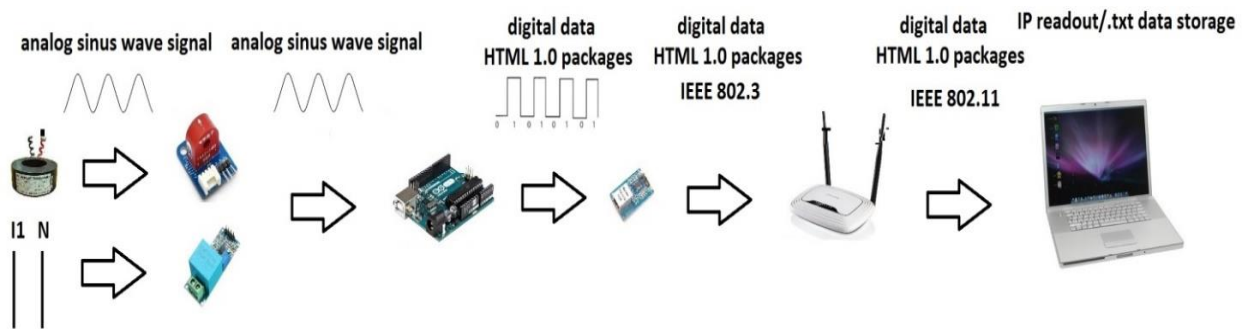 analog sinus wave signal
analog sinus wave signal
digital data
HTML 1.0 packages
0 1 0 1 0 1 0 1
digital data
HTML 1.0 packages
IEEE 802.3
digital data
HTML 1.0 packages
IEEE 802.11
IP readout/.txt data storage
I1 N